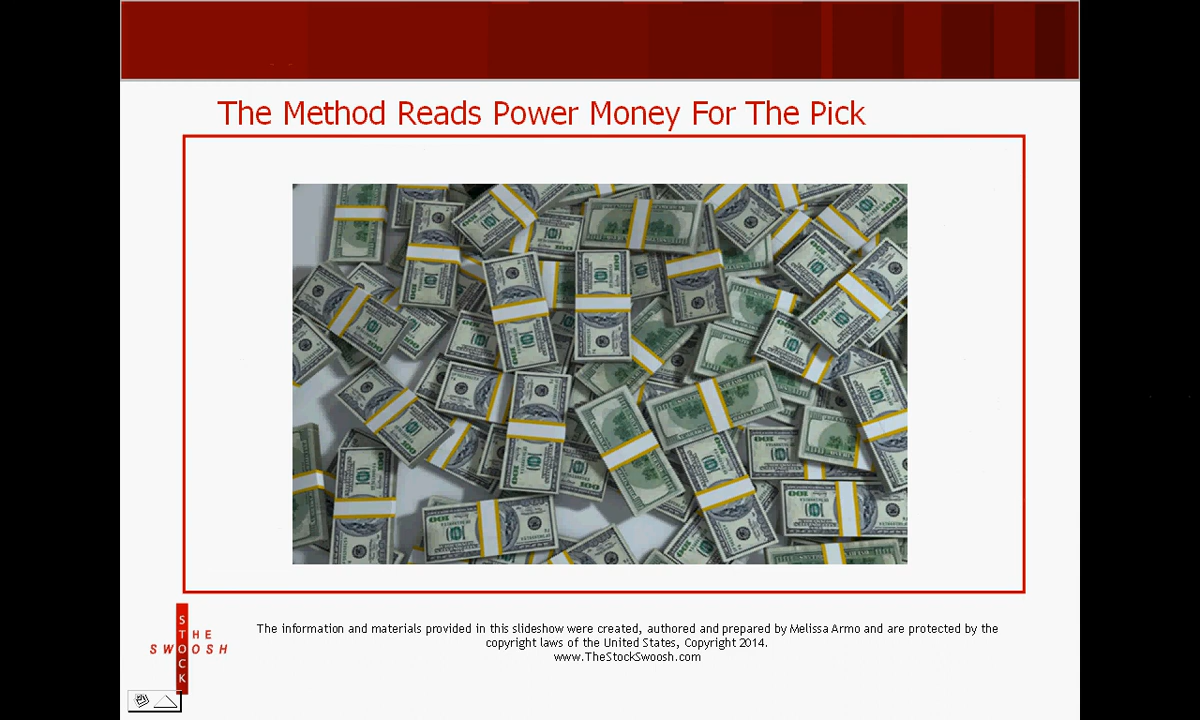 The Method Reads Power Money For The Pick
THE
SWOOSH
STOCK
The information and materials provided in this slideshow were created, authored and prepared by Melissa Armo and are protected by the
copyright laws of the United States, Copyright 2014.
www.TheStockSwoosh.com